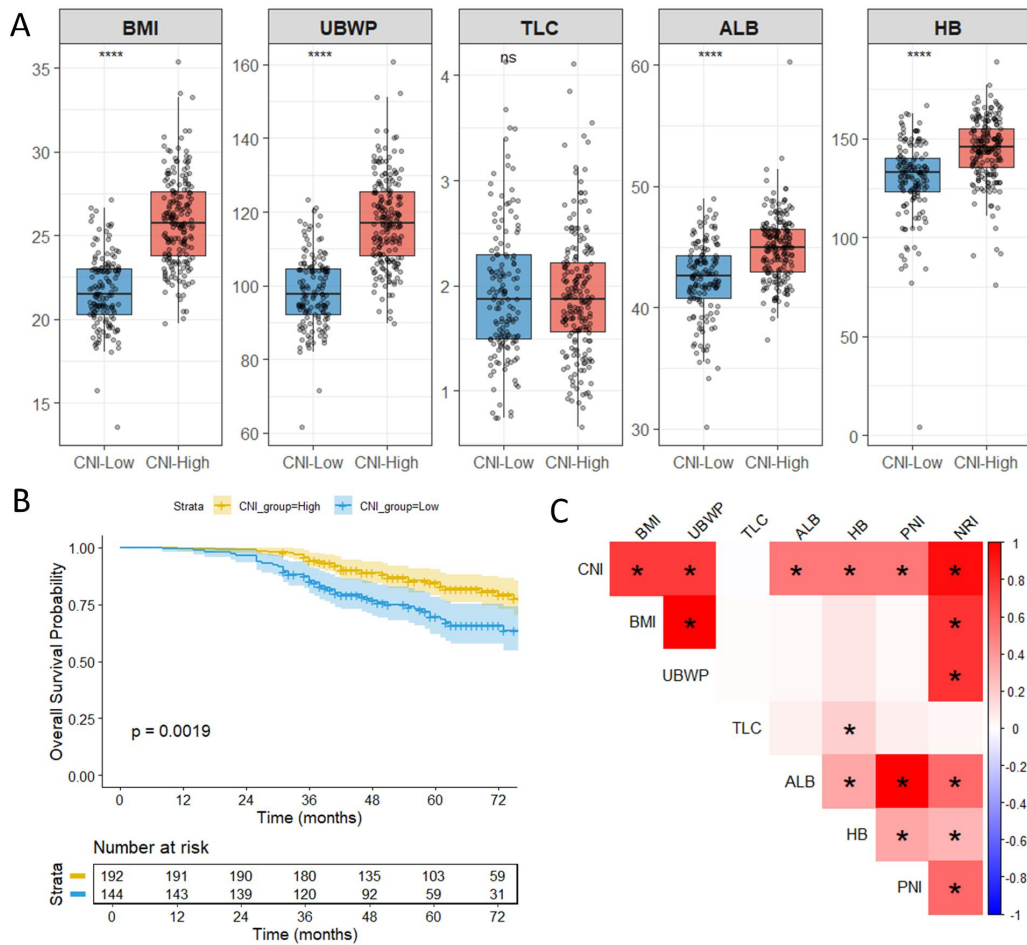 A
BMI
UBWP
TLC
ALB
HB
****
****
ns
****
****
35
30
25
20
15
160
140
120
100
80
60
4
3
2
1
60
50
40
30
150
100
50
0
CNI-Low CNI-High
CNI-Low CNI-High
CNI-Low CNI-High
CNI-Low CNI-High
CNI-Low CNI-High
B
Strata CNI_group=High CNI_group=Low
Overall Survival Probability
1.00
0.75
0.50
0.25
0.00
p = 0.0019
0 12 24 36 48 60 72
Time (months)
Number at risk
Strata
192 191 190 180 135 103 59
144 143 139 120 92 59 31
0 12 24 36 48 60 72
Time (months)
C
BMI UBWP TLC ALB HB PNI NRI
CNI * * * * * *
BMI * *
UBWP *
TLC *
ALB * * *
HB * *
PNI *
1
0.8
0.6
0.4
0.2
0
-0.2
-0.4
-0.6
-0.8
-1